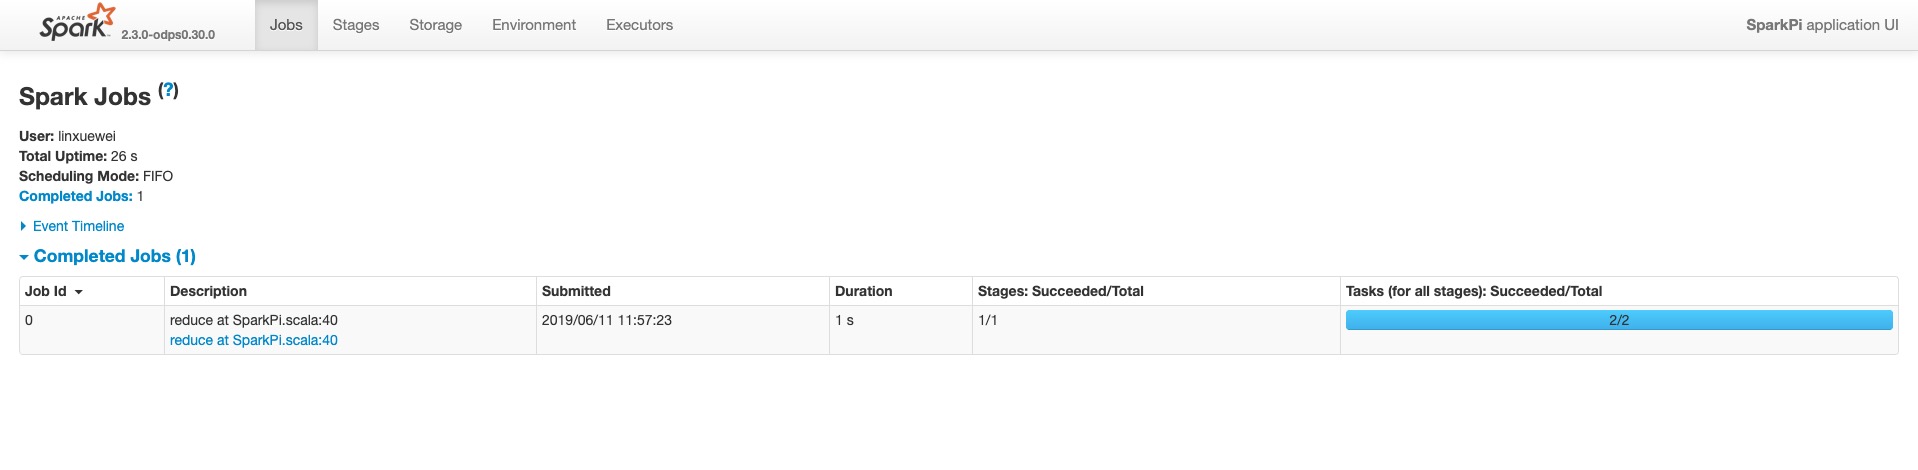 APACHE
Spark 2.3.0-odps0.30.0 Jobs Stages Storage Environment Executors SparkPi application UI
Spark Jobs (?)
User: linxuewei
Total Uptime: 26 s
Scheduling Mode: FIFO
Completed Jobs: 1
Event Timeline
Completed Jobs (1)
Job Id Description Submitted Duration Stages: Succeeded/Total Tasks (for all stages): Succeeded/Total
0 reduce at SparkPi.scala:40 2019/06/11 11:57:23 1 s 1/1 2/2
reduce at SparkPi.scala:40